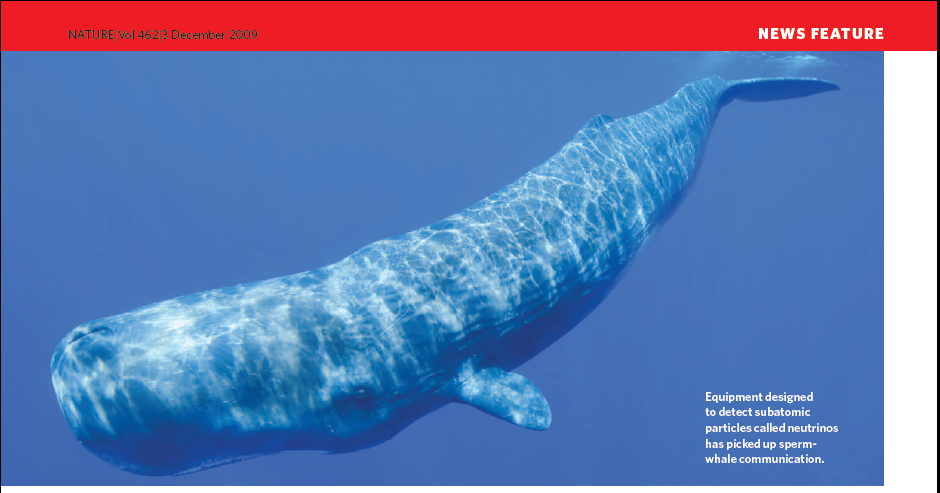 NATURE|Vol 462|3 December 2009
NEWS FEATURE
Equipment designed
to detect subatomic
particles called neutrinos
has picked up sperm-
whale communication.